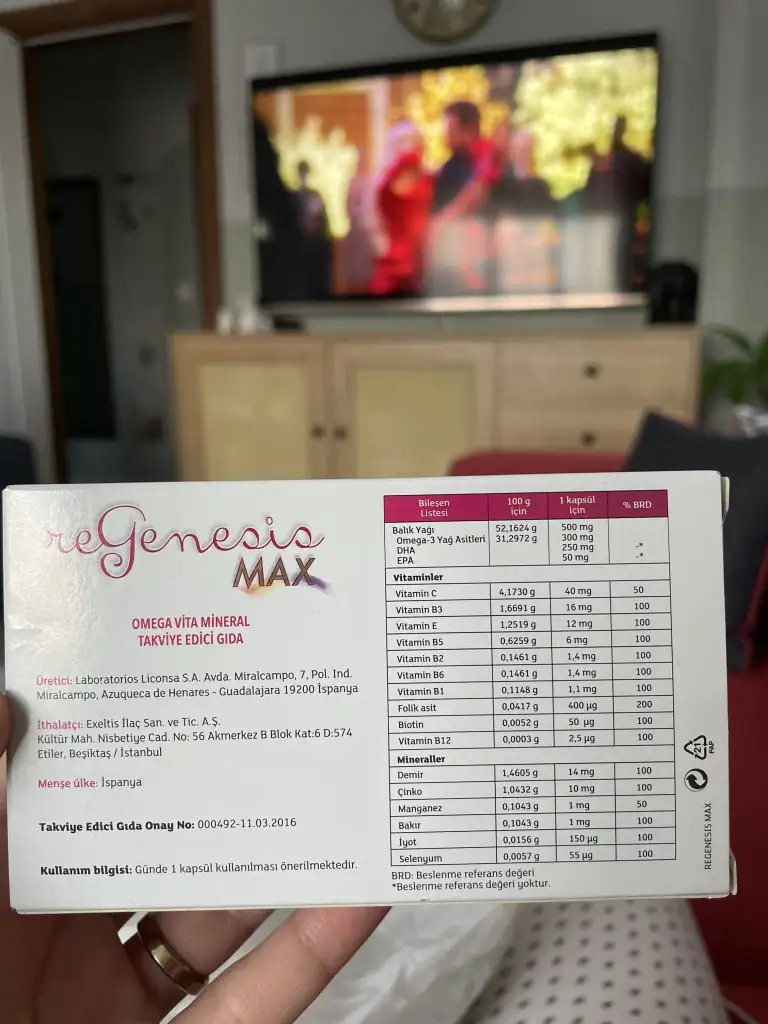 reGenesis
MAX
OMEGA VİTA MİNERAL
TAKVİYE EDİCİ GIDA
Üretici: Laboratorios Liconsa S.A. Avda. Miralcampo, 7, Pol. Ind.
Miralcampo, Azuqueca de Henares - Guadalajara 19200 İspanya
İthalatçı: Exeltis İlaç San. ve Tic. A.Ş.
Kültür Mah. Nisbetiye Cad. No: 56 Akmerkez B Blok Kat:6 D:574
Etiler, Beşiktaş / İstanbul
Menşe ülke: İspanya
Takviye Edici Gıda Onay No: 000492-11.03.2016
Kullanım bilgisi: Günde 1 kapsül kullanılması önerilmektedir.
Bileşen Listesi 100 g için 1 kapsül için % BRD
Balık Yağı 52,1624 g 500 mg
Omega-3 Yağ Asitleri 31,2972 g 300 mg
DHA 250 mg -*
EPA 50 mg -*
Vitaminler
Vitamin C 4,1730 g 40 mg 50
Vitamin B3 1,6691 g 16 mg 100
Vitamin E 1,2519 g 12 mg 100
Vitamin B5 0,6259 g 6 mg 100
Vitamin B2 0,1461 g 1,4 mg 100
Vitamin B6 0,1461 g 1,4 mg 100
Vitamin B1 0,1148 g 1,1 mg 100
Folik asit 0,0417 g 400 µg 200
Biotin 0,0052 g 50 µg 100
Vitamin B12 0,0003 g 2,5 µg 100
Mineraller
Demir 1,4605 g 14 mg 100
Çinko 1,0432 g 10 mg 100
Manganez 0,1043 g 1 mg 50
Bakır 0,1043 g 1 mg 100
İyot 0,0156 g 150 µg 100
Selenyum 0,0057 g 55 µg 100
BRD: Beslenme referans değeri
*Beslenme referans değeri yoktur.
21
PAP
REGENESIS MAX